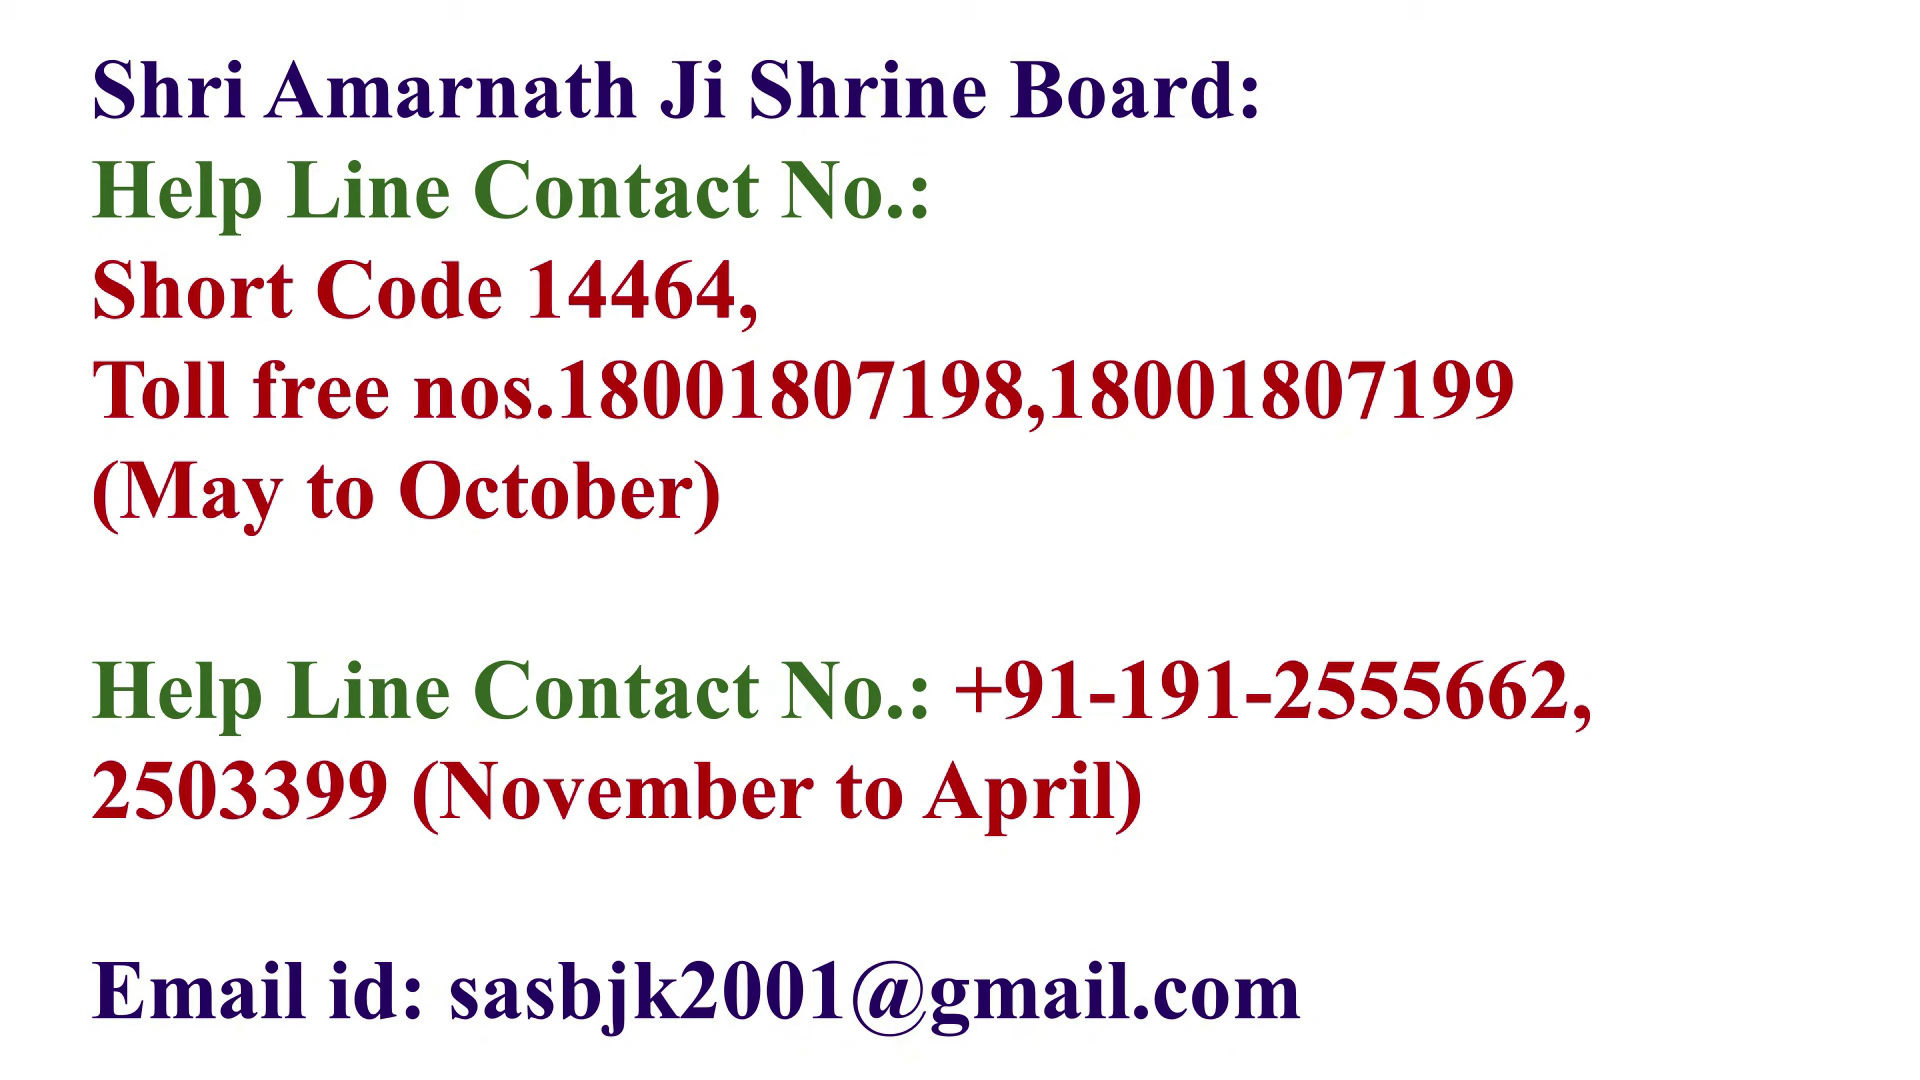 Shri Amarnath Ji Shrine Board:
Help Line Contact No.:
Short Code 14464,
Toll free nos.18001807198,18001807199
(May to October)
Help Line Contact No.: +91-191-2555662,
2503399 (November to April)
Email id: sasbjk2001@gmail.com